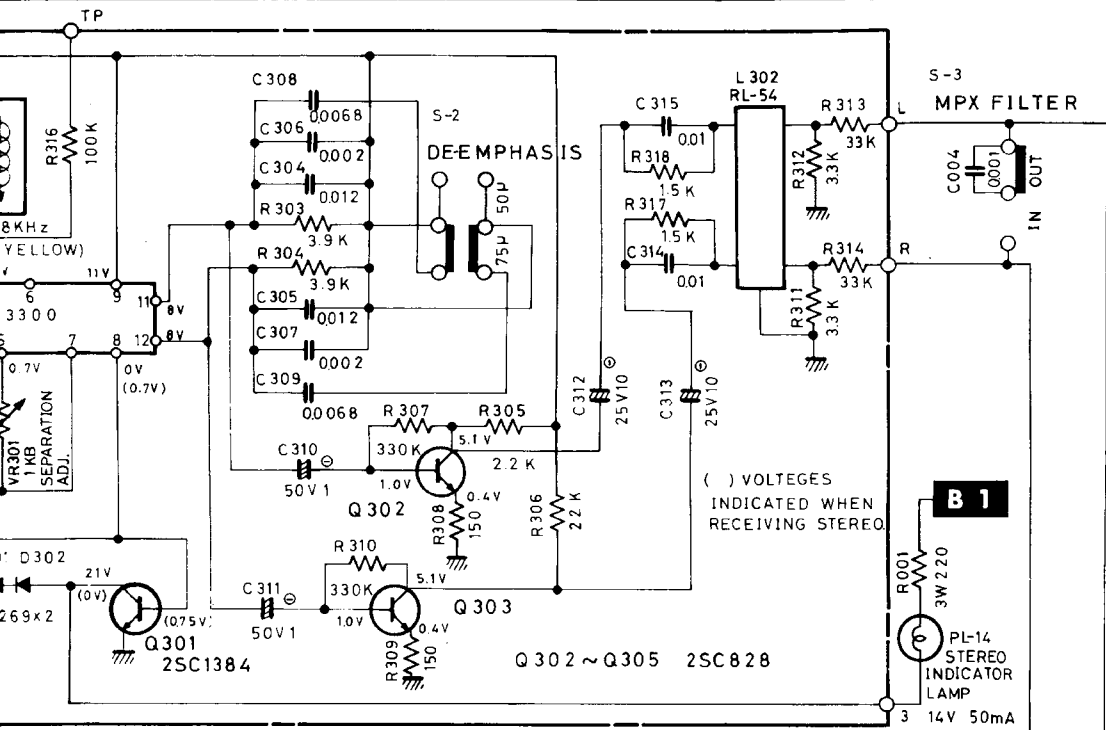 TP
C308
0.0068
S-2
C306
0.002
DE-EMPHASIS
C304
0.012
R316
100K
R303
3.9K
50µ
75µ
R304
3.9K
C305
0.012
C307
0.002
C309
0.0068
8KHz
YELLOW)
V
11V
6
9
3300
11
8V
12
8V
6
7
8
0.7V
0V
(0.7V)
VR301
1KB
SEPARATION
ADJ.
L302
RL-54
C315
0.01
R318
1.5K
R317
1.5K
C314
0.01
R313
33K
R312
3.3K
R314
33K
R311
3.3K
L
R
S-3
MPX FILTER
C004
0.001
OUT
IN
C312
25V10
⊖
C313
25V10
⊖
R307
330K
R305
2.2K
5.1V
C310
⊖
50V1
1.0V
0.4V
Q302
R308
150
R306
2.2K
( ) VOLTEGES
INDICATED WHEN
RECEIVING STEREO
B1
R001
3W220
D302
269×2
21V
(0V)
(0.75V)
Q301
2SC1384
R310
330K
5.1V
C311
⊖
50V1
1.0V
0.4V
Q303
R309
150
Q302~Q305 2SC828
PL-14
STEREO
INDICATOR
LAMP
14V 50mA
3